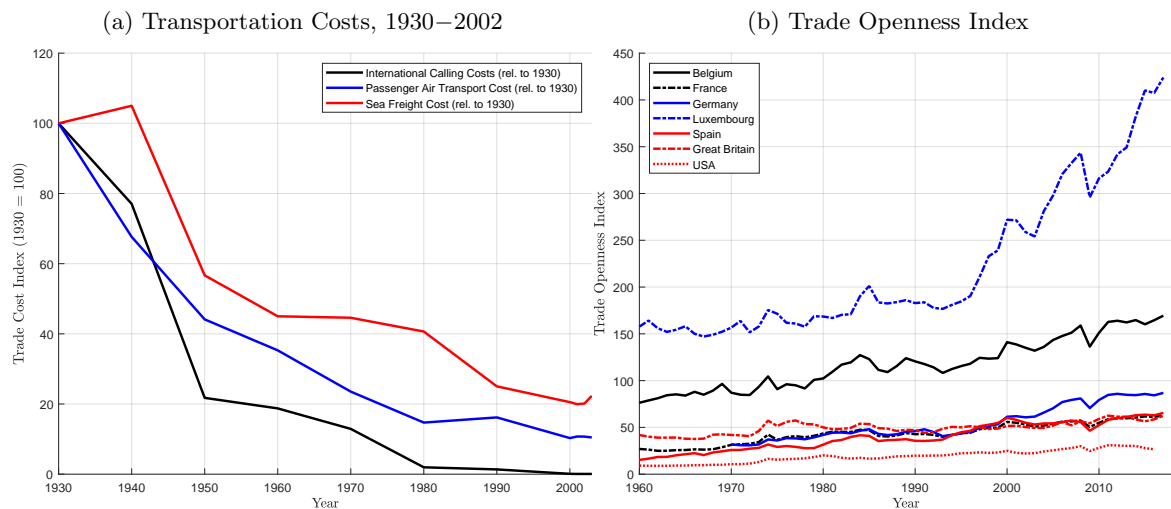 (a) Transportation Costs, 1930−2002
120
100
80
60
40
20
0
Trade Cost Index (1930 = 100)
International Calling Costs (rel. to 1930)
Passenger Air Transport Cost (rel. to 1930)
Sea Freight Cost (rel. to 1930)
1930 1940 1950 1960 1970 1980 1990 2000
Year
(b) Trade Openness Index
450
400
350
300
250
200
150
100
50
0
Trade Openness Index
Belgium
France
Germany
Luxembourg
Spain
Great Britain
USA
1960 1970 1980 1990 2000 2010
Year